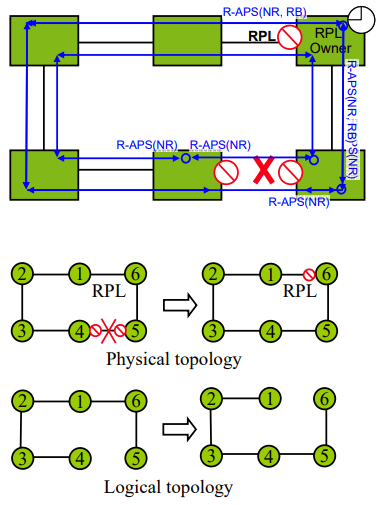 R-APS(NR, RB)
RPL
RPL
Owner
R-APS(NR, RB)
S(NR)
R-APS(NR)
R-APS(NR)
R-APS(NR)
2
1
6
2
1
6
RPL
RPL
3
4
5
3
4
5
Physical topology
2
1
6
2
1
6
3
4
5
3
4
5
Logical topology